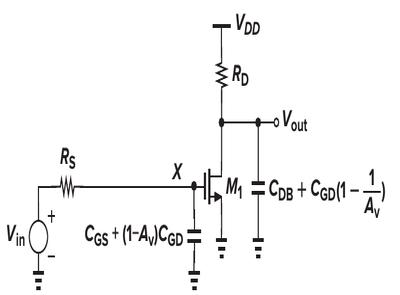 V_DD
R_D
V_out
R_S
X
M_1
C_DB + C_GD(1 − 1/A_v)
+
V_in
−
C_GS + (1−A_v)C_GD